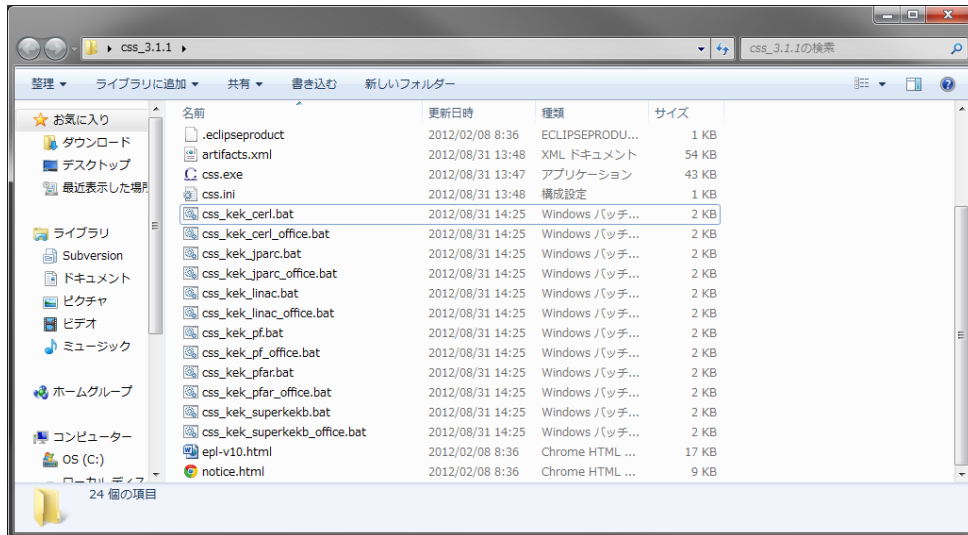 css_3.1.1
css_3.1.1の検索
整理 ライブラリに追加 共有 書き込む 新しいフォルダー
お気に入り
ダウンロード
デスクトップ
最近表示した場所
ライブラリ
Subversion
ドキュメント
ピクチャ
ビデオ
ミュージック
ホームグループ
コンピューター
OS (C:)
名前 更新日時 種類 サイズ
.eclipseproduct 2012/02/08 8:36 ECLIPSEPRODU... 1 KB
artifacts.xml 2012/08/31 13:48 XML ドキュメント 54 KB
css.exe 2012/08/31 13:47 アプリケーション 43 KB
css.ini 2012/08/31 13:48 構成設定 1 KB
css_kek_cerl.bat 2012/08/31 14:25 Windows バッチ... 2 KB
css_kek_cerl_office.bat 2012/08/31 14:25 Windows バッチ... 2 KB
css_kek_jparc.bat 2012/08/31 14:25 Windows バッチ... 2 KB
css_kek_jparc_office.bat 2012/08/31 14:25 Windows バッチ... 2 KB
css_kek_linac.bat 2012/08/31 14:25 Windows バッチ... 2 KB
css_kek_linac_office.bat 2012/08/31 14:25 Windows バッチ... 2 KB
css_kek_pf.bat 2012/08/31 14:25 Windows バッチ... 2 KB
css_kek_pf_office.bat 2012/08/31 14:25 Windows バッチ... 2 KB
css_kek_pfar.bat 2012/08/31 14:25 Windows バッチ... 2 KB
css_kek_pfar_office.bat 2012/08/31 14:25 Windows バッチ... 2 KB
css_kek_superkekb.bat 2012/08/31 14:25 Windows バッチ... 2 KB
css_kek_superkekb_office.bat 2012/08/31 14:25 Windows バッチ... 2 KB
epl-v10.html 2012/02/08 8:36 Chrome HTML ... 17 KB
notice.html 2012/02/08 8:36 Chrome HTML ... 9 KB
24 個の項目